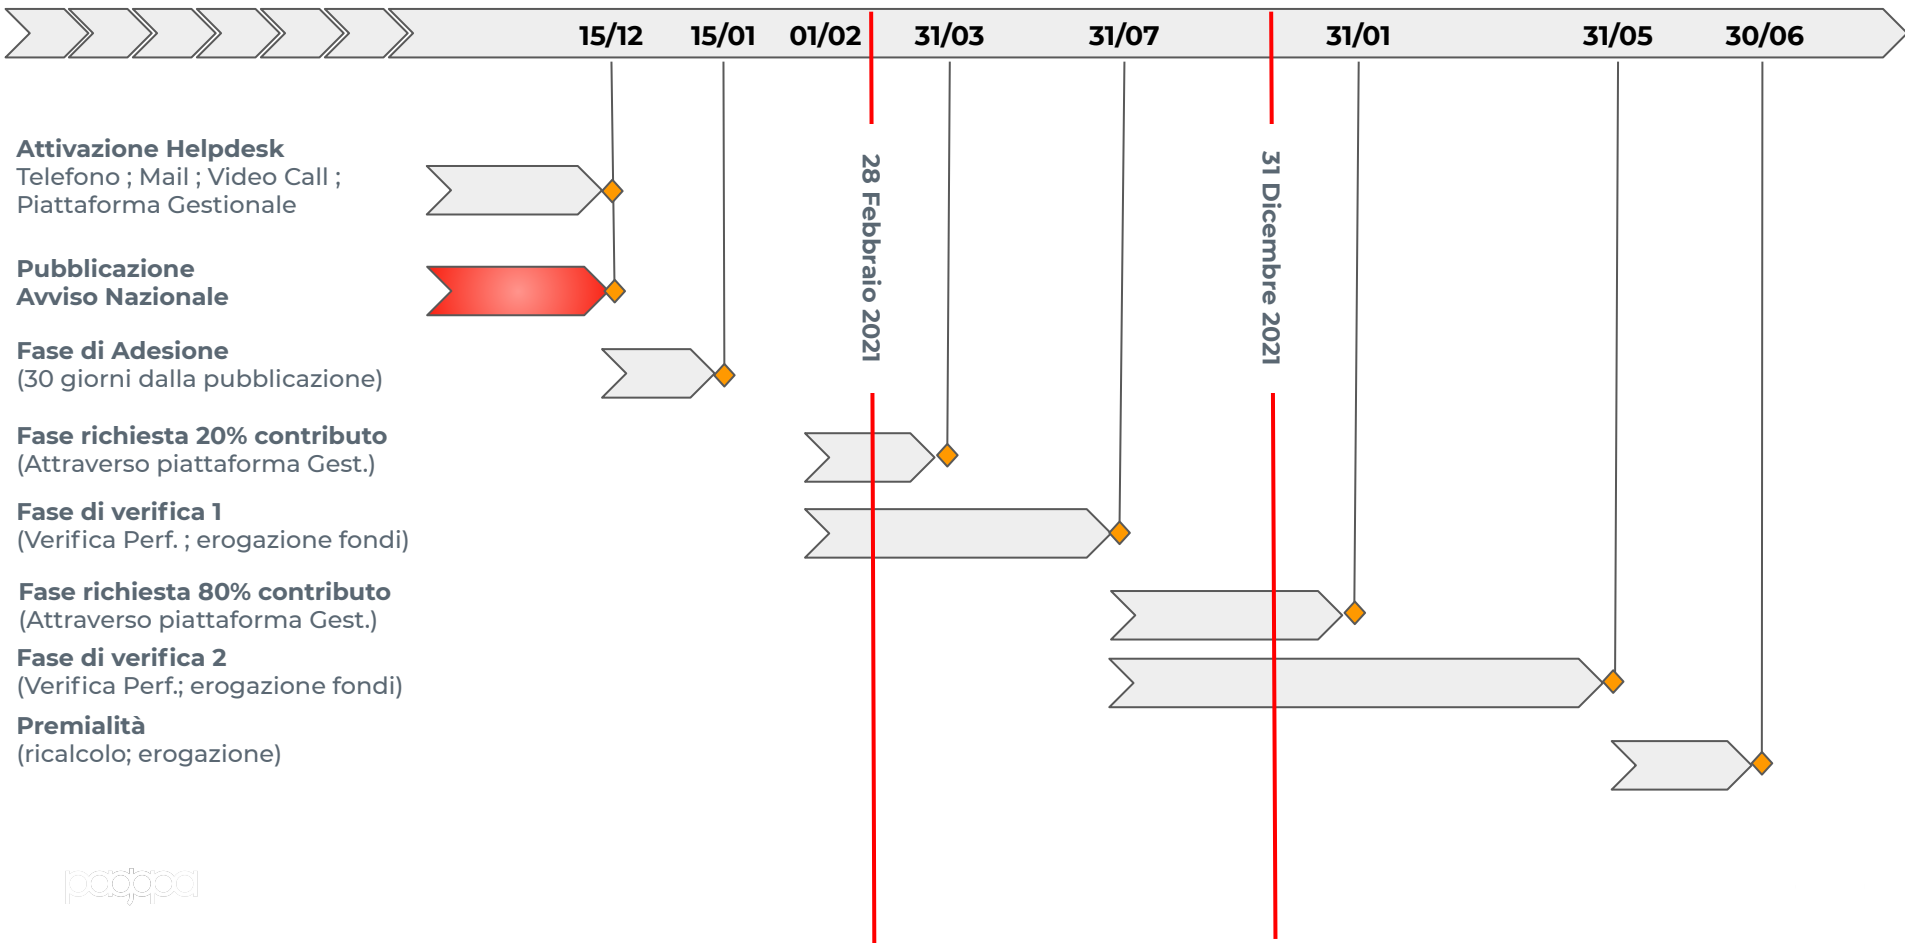 15/12 15/01 01/02 31/03 31/07 31/01 31/05 30/06
Attivazione Helpdesk
Telefono ; Mail ; Video Call ;
Piattaforma Gestionale
Pubblicazione
Avviso Nazionale
Fase di Adesione
(30 giorni dalla pubblicazione)
Fase richiesta 20% contributo
(Attraverso piattaforma Gest.)
Fase di verifica 1
(Verifica Perf. ; erogazione fondi)
Fase richiesta 80% contributo
(Attraverso piattaforma Gest.)
Fase di verifica 2
(Verifica Perf.; erogazione fondi)
Premialità
(ricalcolo; erogazione)
28 Febbraio 2021
31 Dicembre 2021